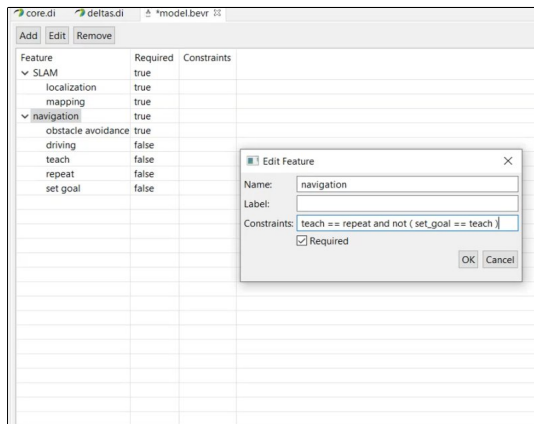 core.di deltas.di *model.bevr
Add Edit Remove
Feature Required Constraints
SLAM true
localization true
mapping true
navigation true
obstacle avoidance true
driving false
teach false
repeat false
set goal false
Edit Feature
Name: navigation
Label:
Constraints: teach == repeat and not ( set_goal == teach )
Required
OK Cancel